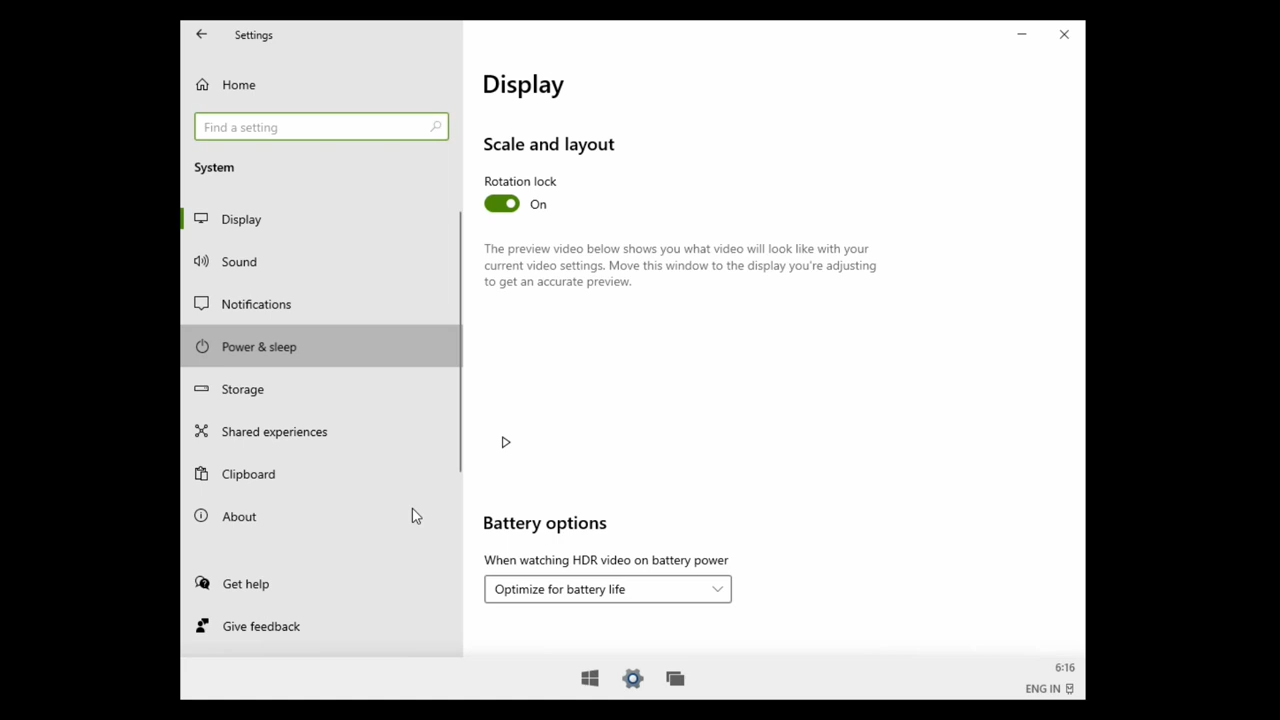 Settings
Home
Find a setting
System
Display
Sound
Notifications
Power & sleep
Storage
Shared experiences
Clipboard
About
Get help
Give feedback
Display
Scale and layout
Rotation lock
On
The preview video below shows you what video will look like with your
current video settings. Move this window to the display you're adjusting
to get an accurate preview.
Battery options
When watching HDR video on battery power
Optimize for battery life
6:16
ENG IN